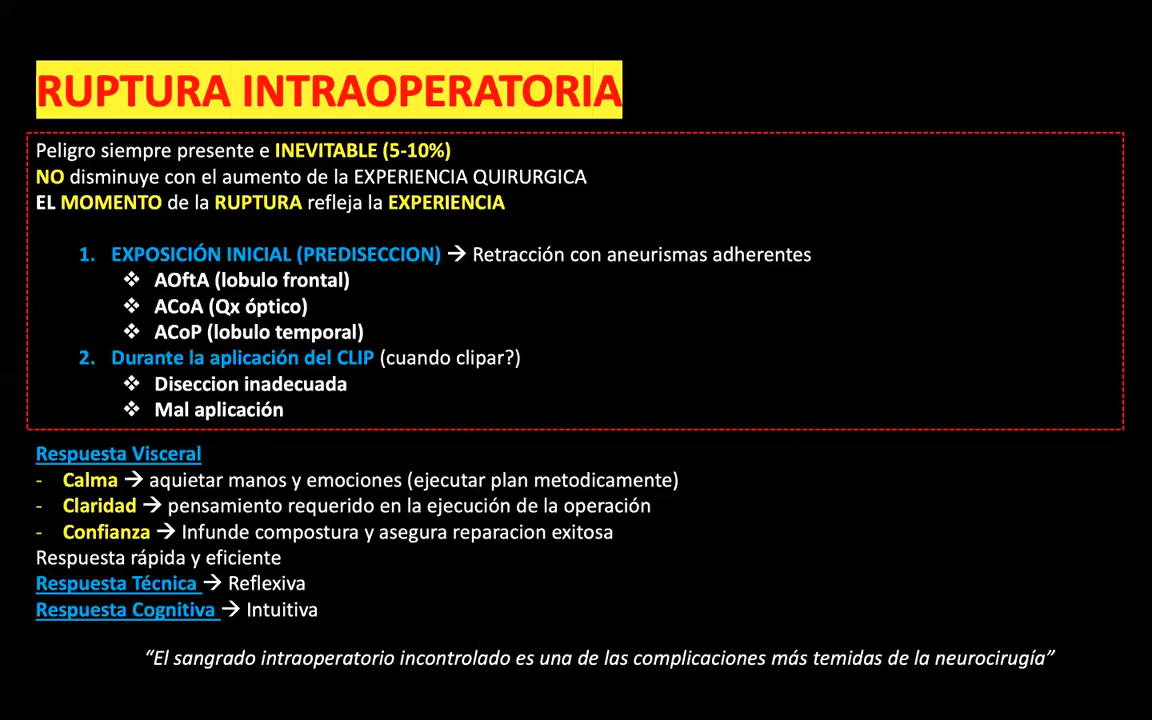 RUPTURA INTRAOPERATORIA
Peligro siempre presente e INEVITABLE (5-10%)
NO disminuye con el aumento de la EXPERIENCIA QUIRURGICA
EL MOMENTO de la RUPTURA refleja la EXPERIENCIA
1. EXPOSICIÓN INICIAL (PREDISECCION) → Retracción con aneurismas adherentes
❖ AOftA (lobulo frontal)
❖ ACoA (Qx óptico)
❖ ACoP (lobulo temporal)
2. Durante la aplicación del CLIP (cuando clipar?)
❖ Diseccion inadecuada
❖ Mal aplicación
Respuesta Visceral
- Calma → aquietar manos y emociones (ejecutar plan metodicamente)
- Claridad → pensamiento requerido en la ejecución de la operación
- Confianza → Infunde compostura y asegura reparacion exitosa
Respuesta rápida y eficiente
Respuesta Técnica → Reflexiva
Respuesta Cognitiva → Intuitiva
“El sangrado intraoperatorio incontrolado es una de las complicaciones más temidas de la neurocirugía”